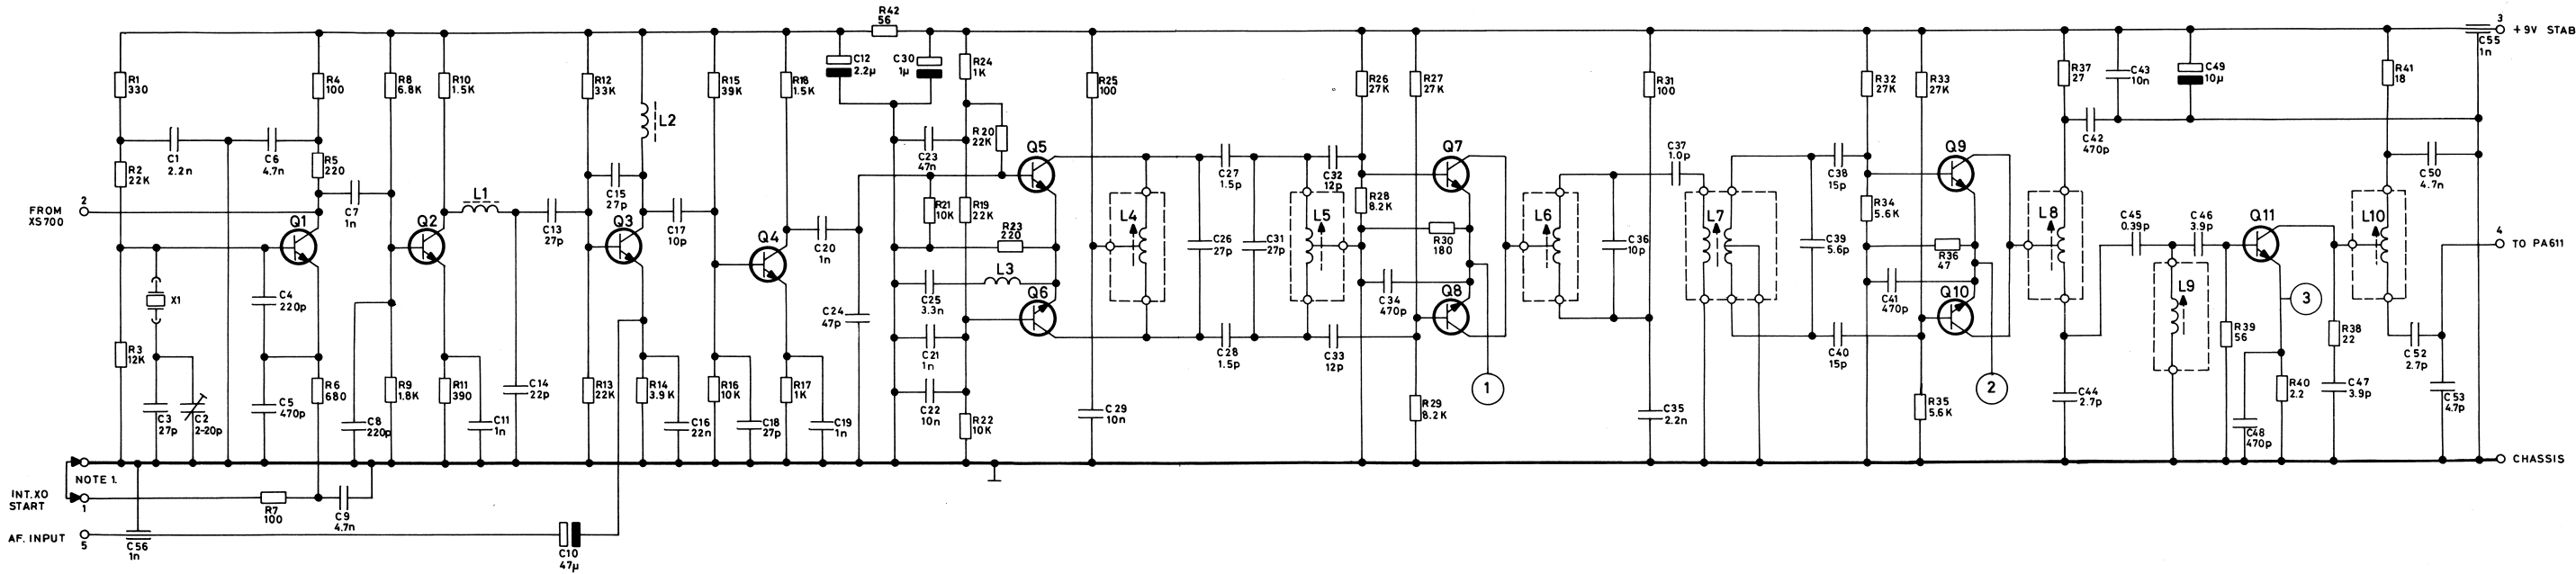 R42
56
3
+9V STAB
C55
1n
R1
330
R4
100
R8
6.8K
R10
1.5K
R12
33K
L2
R15
39K
R18
1.5K
C12
2.2µ
C30
1µ
R24
1K
R25
100
R26
27K
R27
27K
R31
100
R32
27K
R33
27K
R37
27
C43
10n
C49
10µ
R41
18
R2
22K
C1
2.2n
C6
4.7n
R5
220
C7
1n
L1
C13
27p
C15
27p
Q3
C17
10p
Q4
C20
1n
C23
47n
R20
22K
Q5
C27
1.5p
C32
12p
Q7
C37
1.0p
C38
15p
Q9
C42
470p
C50
4.7n
FROM
XS700
2
Q1
Q2
R21
10K
R19
22K
R23
220
L4
C26
27p
C31
27p
L5
R28
8.2K
R30
180
L6
C36
10p
L7
C39
5.6p
R34
5.6K
R36
47
L8
C45
0.39p
C46
3.9p
Q11
L10
4
TO PA611
X1
C4
220p
C25
3.3n
L3
Q6
C34
470p
Q8
C41
470p
Q10
L9
3
R3
12K
C24
47p
C21
1n
C28
1.5p
C33
12p
C40
15p
R39
56
R38
22
C52
2.7p
C3
27p
C2
2-20p
C5
470p
R6
680
C8
220p
R9
1.8K
R11
390
C11
1n
C14
22p
R13
22K
R14
3.9K
C16
22n
R16
10K
C18
27p
R17
1K
C19
1n
C22
10n
R22
10K
C29
10n
R29
8.2K
1
C35
2.2n
R35
5.6K
2
C44
2.7p
C48
470p
R40
2.2
C47
3.9p
C53
4.7p
CHASSIS
NOTE 1.
INT. XO
START
1
R7
100
C9
4.7n
AF. INPUT
5
C56
1n
C10
47µ